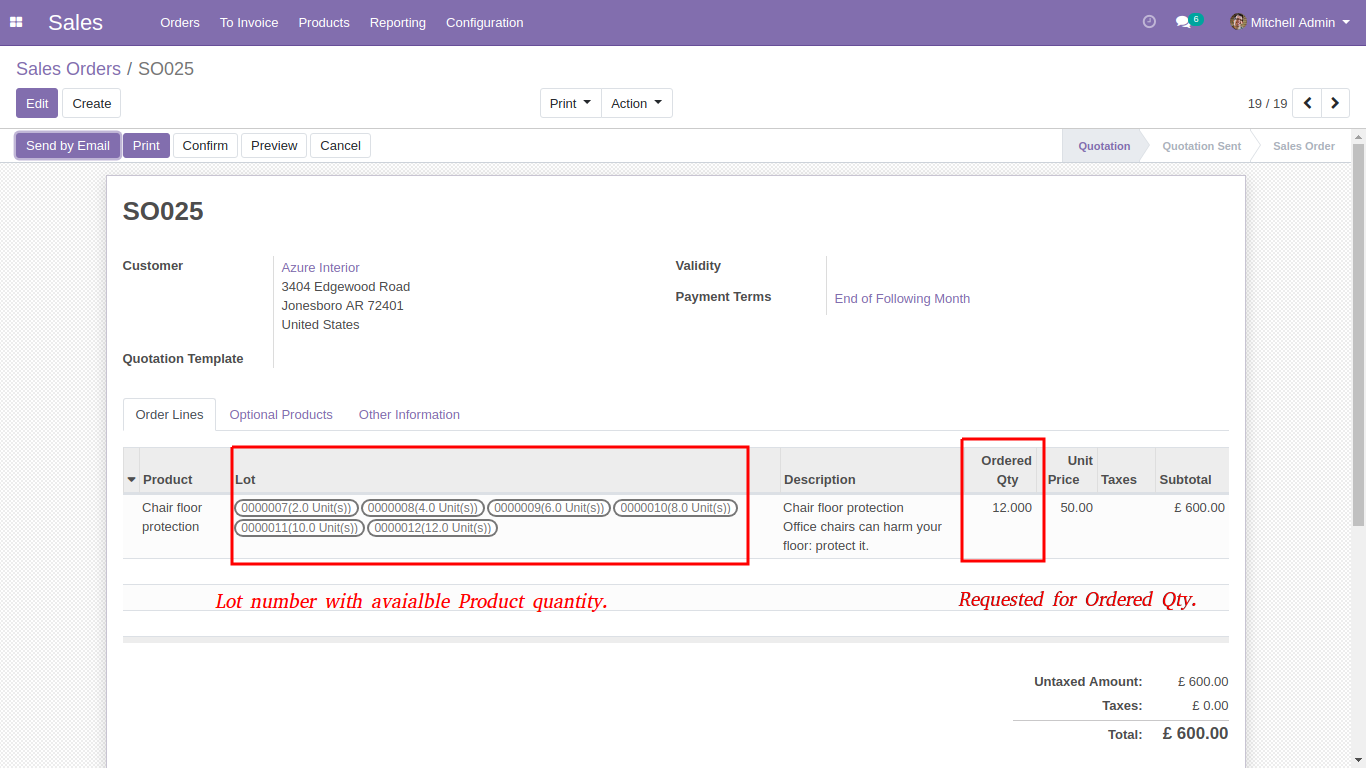 Sales Orders To Invoice Products Reporting Configuration 6 Mitchell Admin
Sales Orders / SO025
Edit Create Print Action 19 / 19
Send by Email Print Confirm Preview Cancel Quotation Quotation Sent Sales Order
SO025
Customer Azure Interior
3404 Edgewood Road
Jonesboro AR 72401
United States
Validity
Payment Terms End of Following Month
Quotation Template
Order Lines Optional Products Other Information
Product Lot Description Ordered Qty Unit Price Taxes Subtotal
Chair floor protection
0000007(2.0 Unit(s)) 0000008(4.0 Unit(s)) 0000009(6.0 Unit(s)) 0000010(8.0 Unit(s))
0000011(10.0 Unit(s)) 0000012(12.0 Unit(s))
Chair floor protection
Office chairs can harm your
floor: protect it.
12.000 50.00 £ 600.00
Lot number with avaialble Product quantity. Requested for Ordered Qty.
Untaxed Amount: £ 600.00
Taxes: £ 0.00
Total: £ 600.00